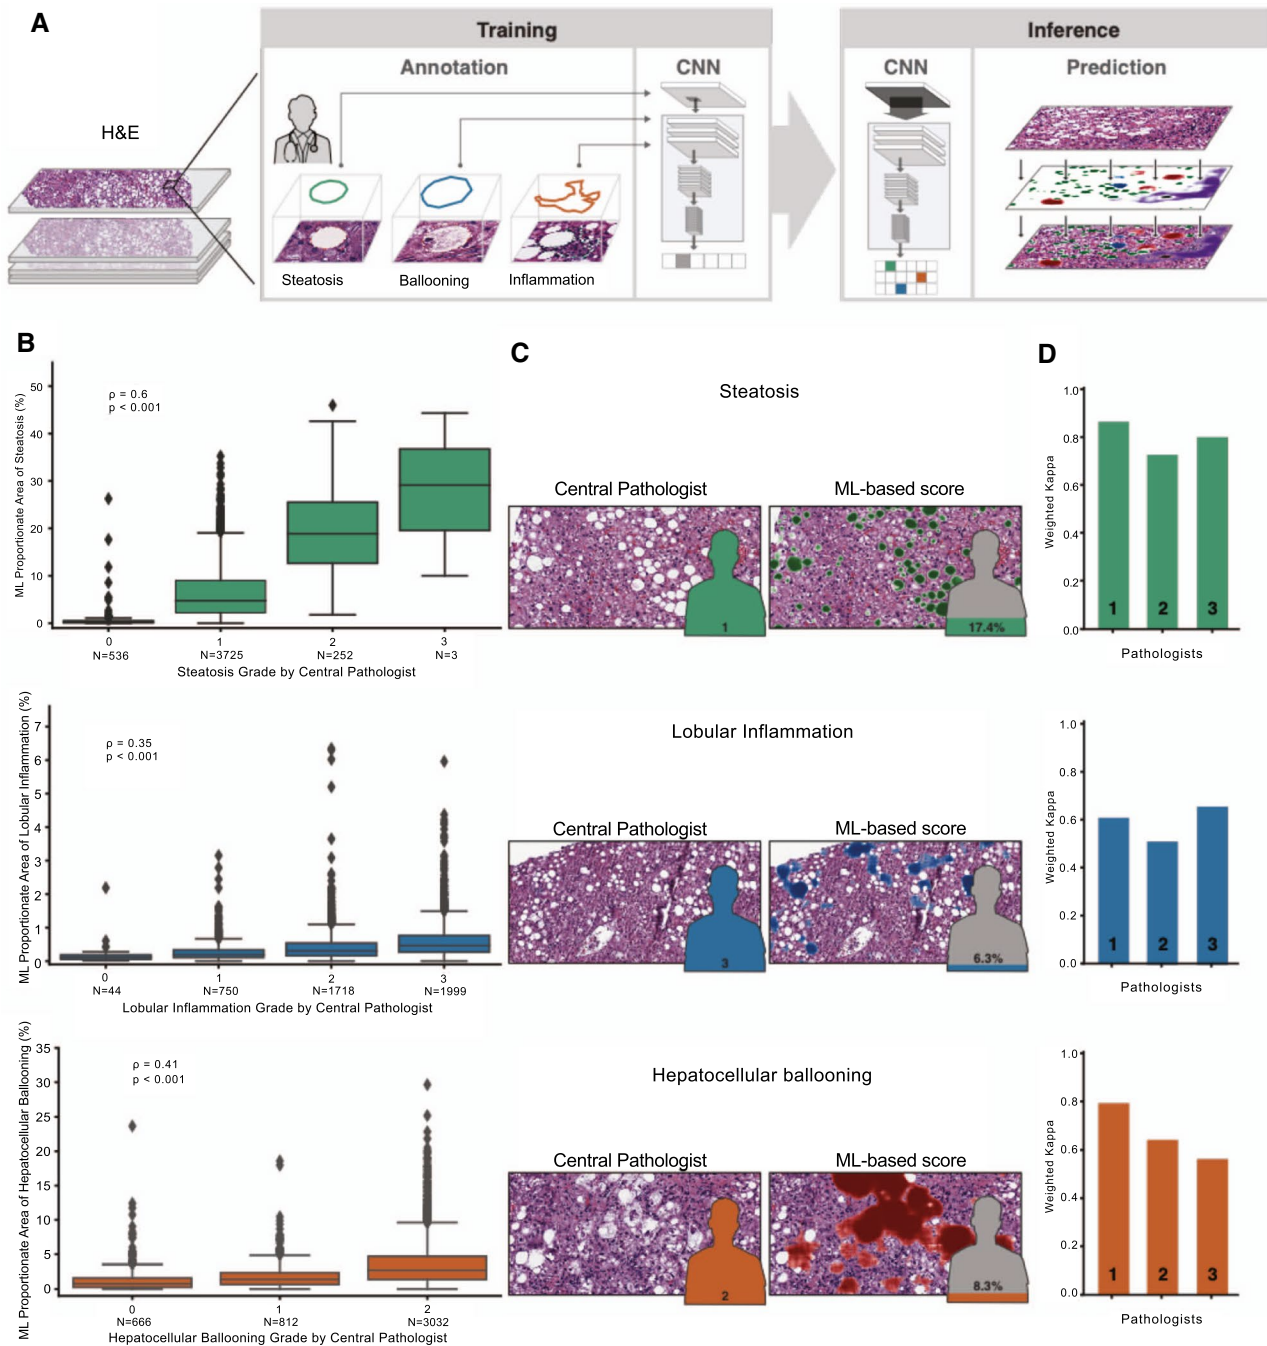 A
Training
Inference
Annotation
CNN
CNN
Prediction
H&E
Steatosis
Ballooning
Inflammation
B
ML Proportionate Area of Steatosis (%)
50
40
30
20
10
0
ρ = 0.6
p < 0.001
0
1
2
3
N=536
N=3725
N=252
N=3
Steatosis Grade by Central Pathologist
ML Proportionate Area of Lobular Inflammation (%)
7
6
5
4
3
2
1
0
ρ = 0.35
p < 0.001
0
1
2
3
N=44
N=750
N=1718
N=1999
Lobular Inflammation Grade by Central Pathologist
ML Proportionate Area of Hepatocellular Ballooning (%)
35
30
25
20
15
10
5
0
ρ = 0.41
p < 0.001
0
1
2
N=666
N=812
N=3032
Hepatocellular Ballooning Grade by Central Pathologist
C
Steatosis
Central Pathologist
ML-based score
1
17.4%
Lobular Inflammation
Central Pathologist
ML-based score
3
6.3%
Hepatocellular ballooning
Central Pathologist
ML-based score
2
8.3%
D
Weighted Kappa
1.0
0.8
0.6
0.4
0.2
0.0
1
2
3
Pathologists
Weighted Kappa
1.0
0.8
0.6
0.4
0.2
0.0
1
2
3
Pathologists
Weighted Kappa
1.0
0.8
0.6
0.4
0.2
0.0
1
2
3
Pathologists